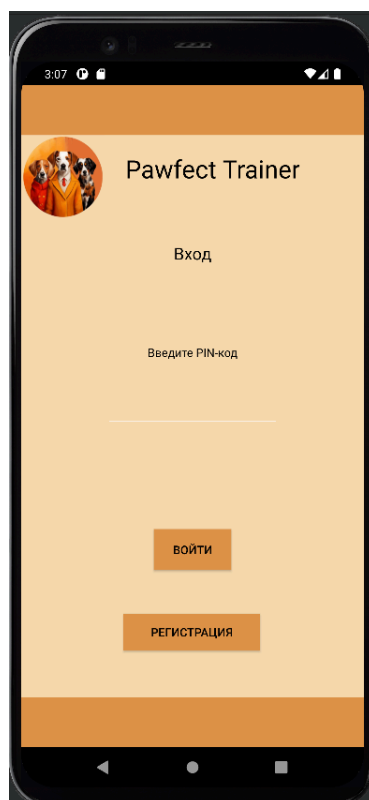 3:07
Pawfect Trainer
Вход
Введите PIN-код
ВОЙТИ
РЕГИСТРАЦИЯ